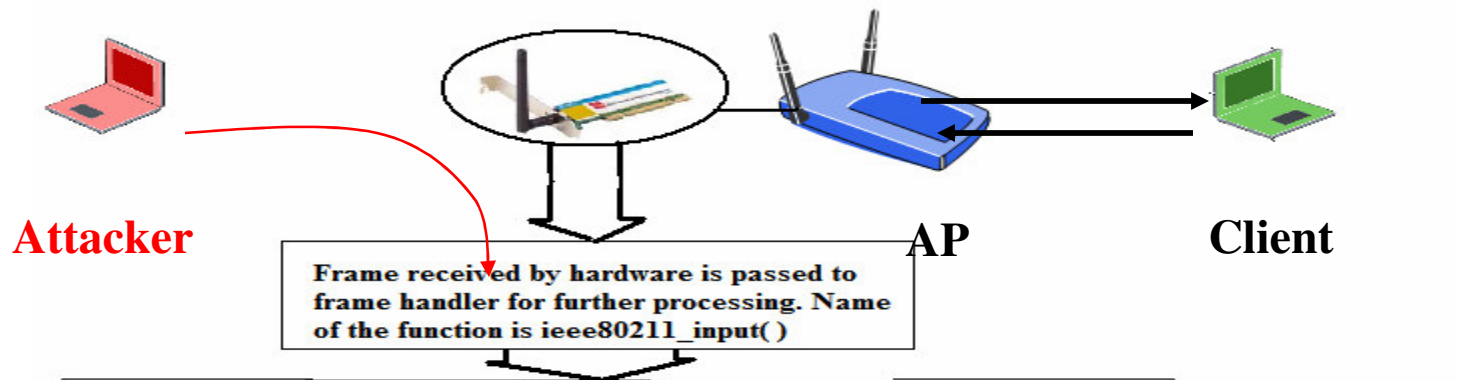 Attacker
AP
Client
Frame received by hardware is passed to
frame handler for further processing. Name
of the function is ieee80211_input( )